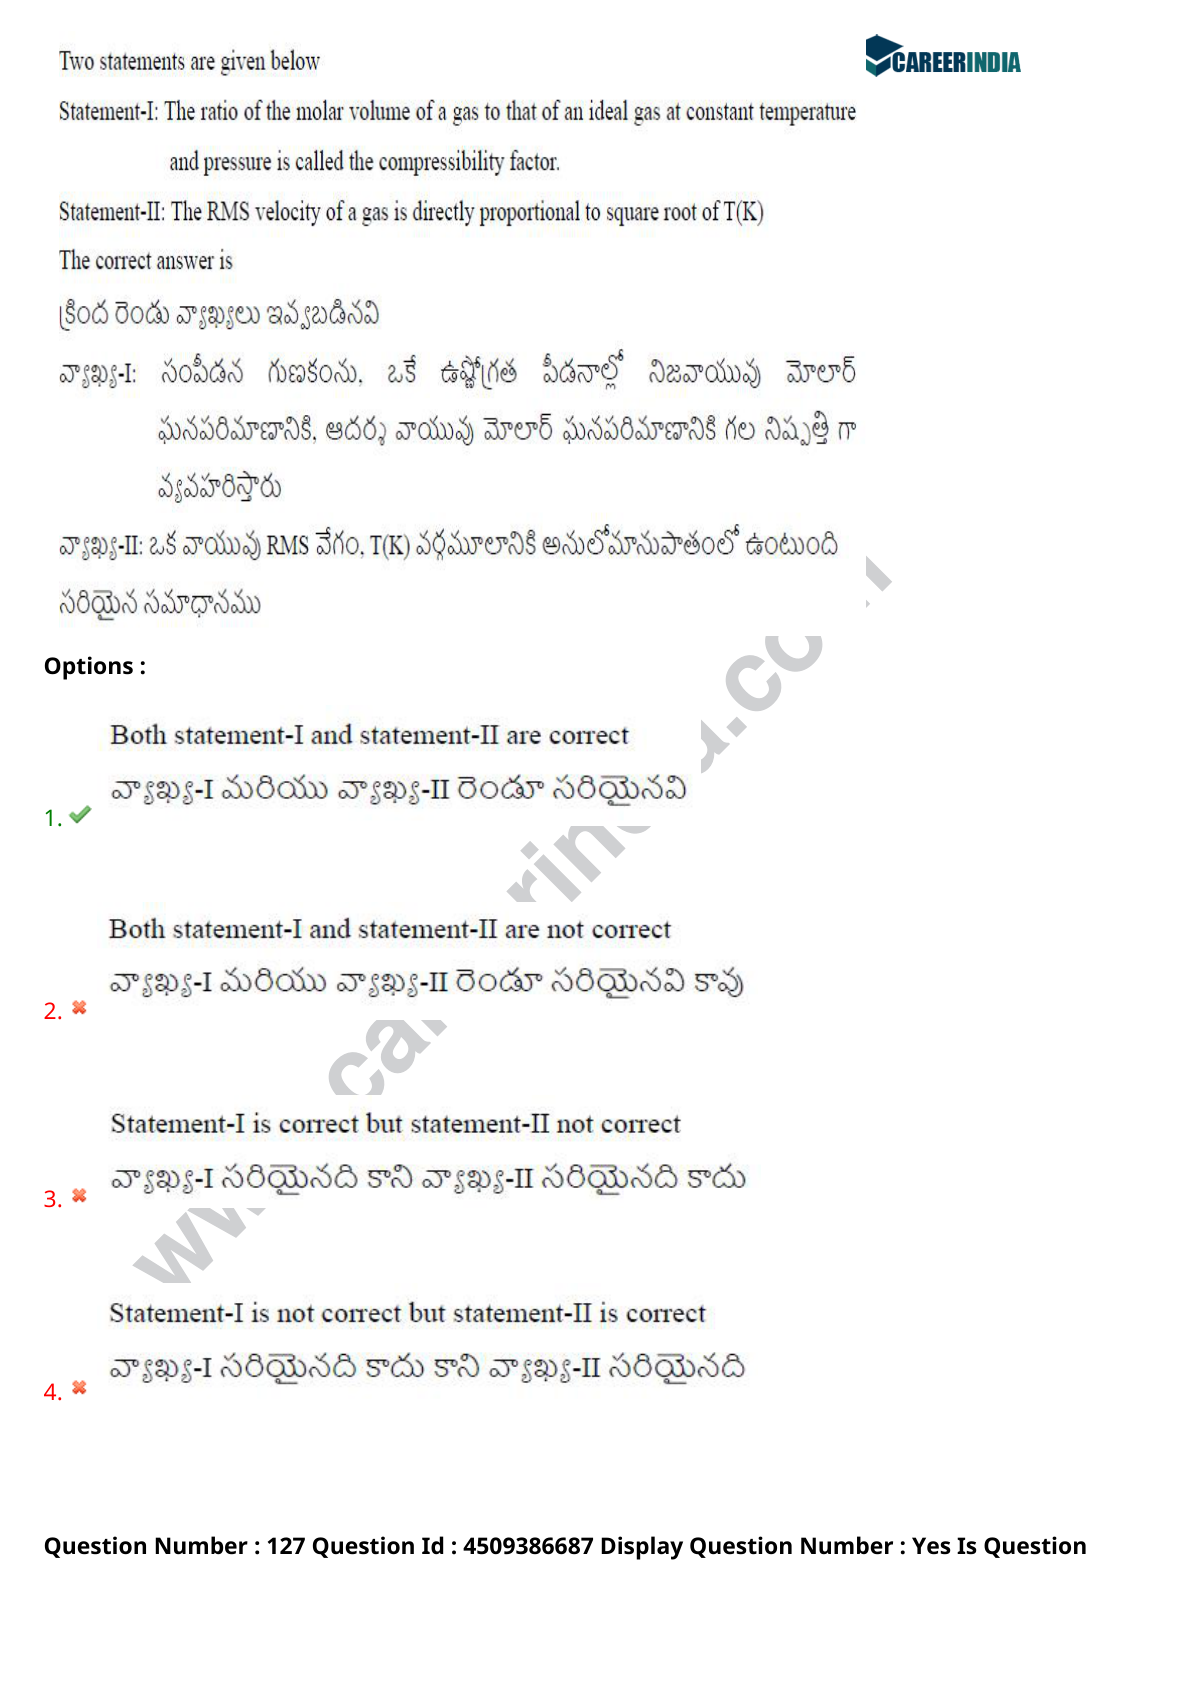 CAREERINDIA
Two statements are given below
Statement-I: The ratio of the molar volume of a gas to that of an ideal gas at constant temperature
and pressure is called the compressibility factor.
Statement-II: The RMS velocity of a gas is directly proportional to square root of T(K)
The correct answer is
క్రింద రెండు వ్యాఖ్యలు ఇవ్వబడినవి
వ్యాఖ్య-I: సంపీడన గుణకంను, ఒకే ఉష్ణోగ్రత పీడనాల్లో నిజవాయువు మోలార్
ఘనపరిమాణానికి, ఆదర్శ వాయువు మోలార్ ఘనపరిమాణానికి గల నిష్పత్తి గా
వ్యవహరిస్తారు
వ్యాఖ్య-II: ఒక వాయువు RMS వేగం, T(K) వర్గమూలానికి అనులోమానుపాతంలో ఉంటుంది
సరియైన సమాధానము
Options :
Both statement-I and statement-II are correct
వ్యాఖ్య-I మరియు వ్యాఖ్య-II రెండూ సరియైనవి
1.
Both statement-I and statement-II are not correct
వ్యాఖ్య-I మరియు వ్యాఖ్య-II రెండూ సరియైనవి కావు
2.
Statement-I is correct but statement-II not correct
వ్యాఖ్య-I సరియైనది కాని వ్యాఖ్య-II సరియైనది కాదు
3.
Statement-I is not correct but statement-II is correct
వ్యాఖ్య-I సరియైనది కాదు కాని వ్యాఖ్య-II సరియైనది
4.
Question Number : 127 Question Id : 4509386687 Display Question Number : Yes Is Question